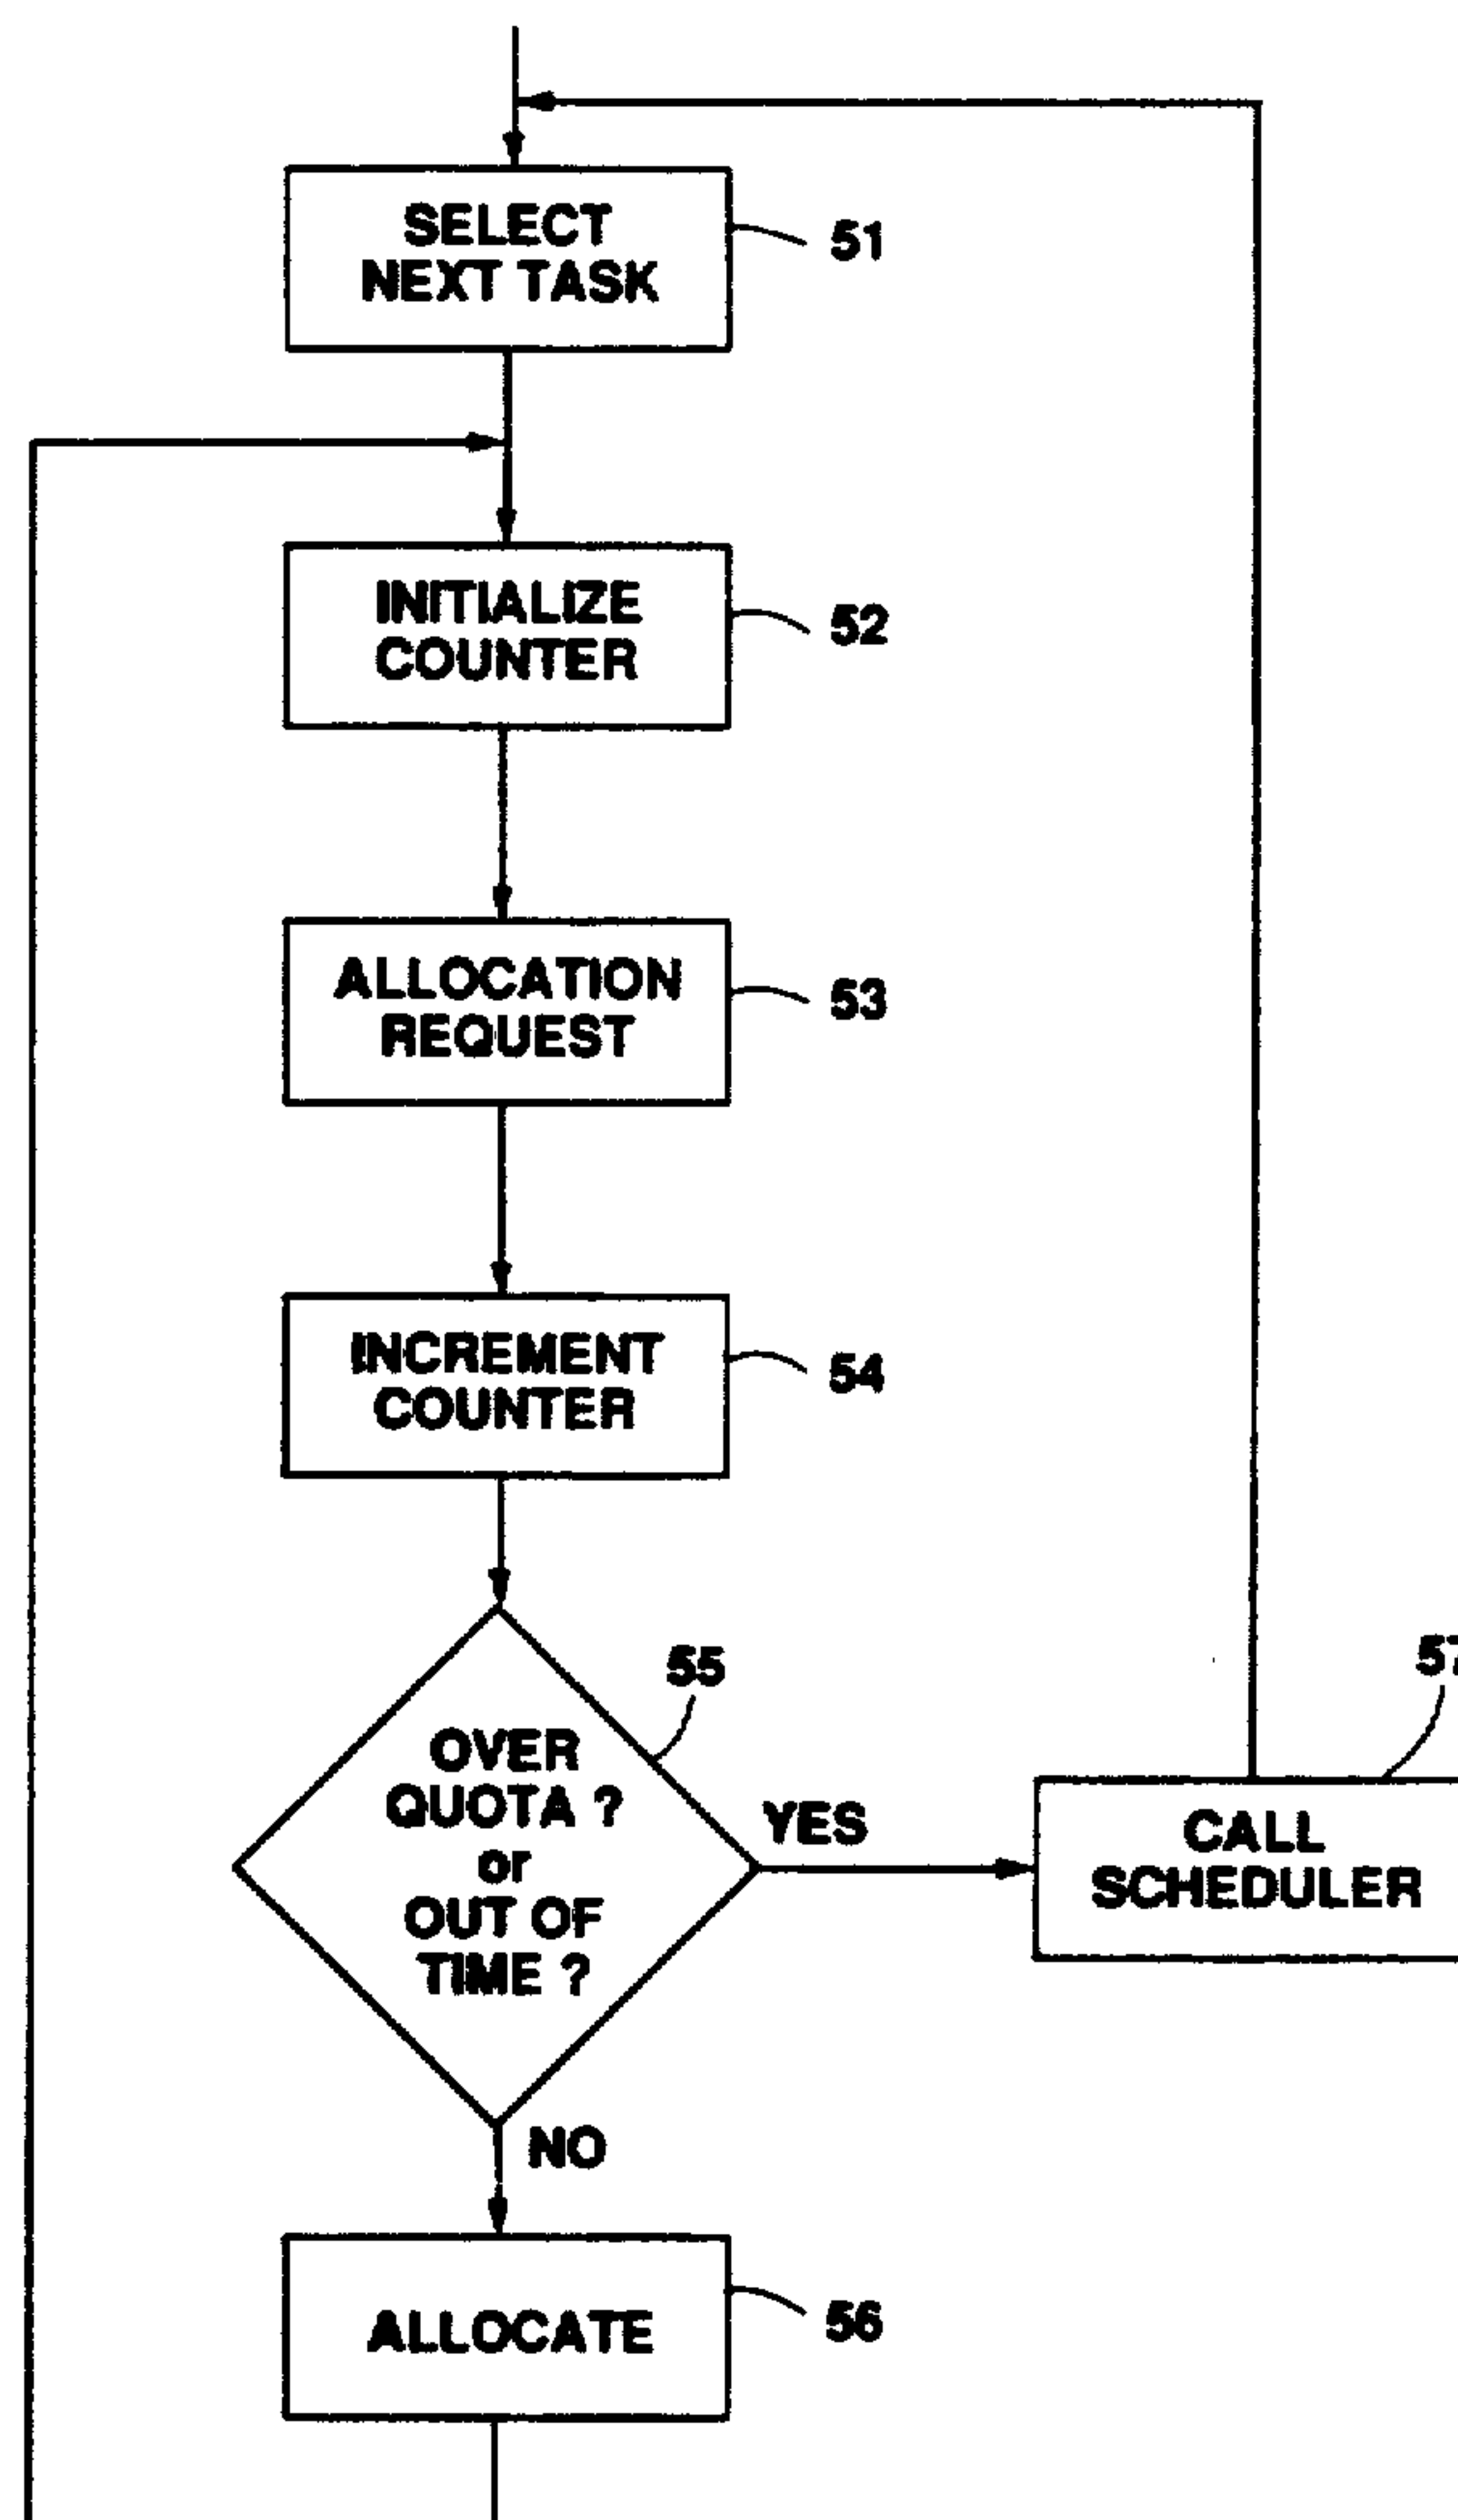 SELECT
NEXT TASK
51
INITIALIZE
COUNTER
52
ALLOCATION
REQUEST
53
INCREMENT
COUNTER
54
55
OVER
QUOTA ?
or
OUT OF
TIME ?
YES
57
CALL
SCHEDULER
NO
ALLOCATE
56